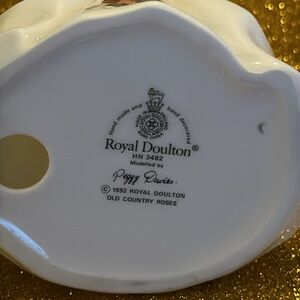 Hand made and hand decorated
Royal Doulton®
HN 3482
Modelled by
Peggy Davies.
© 1992 ROYAL DOULTON
OLD COUNTRY ROSES